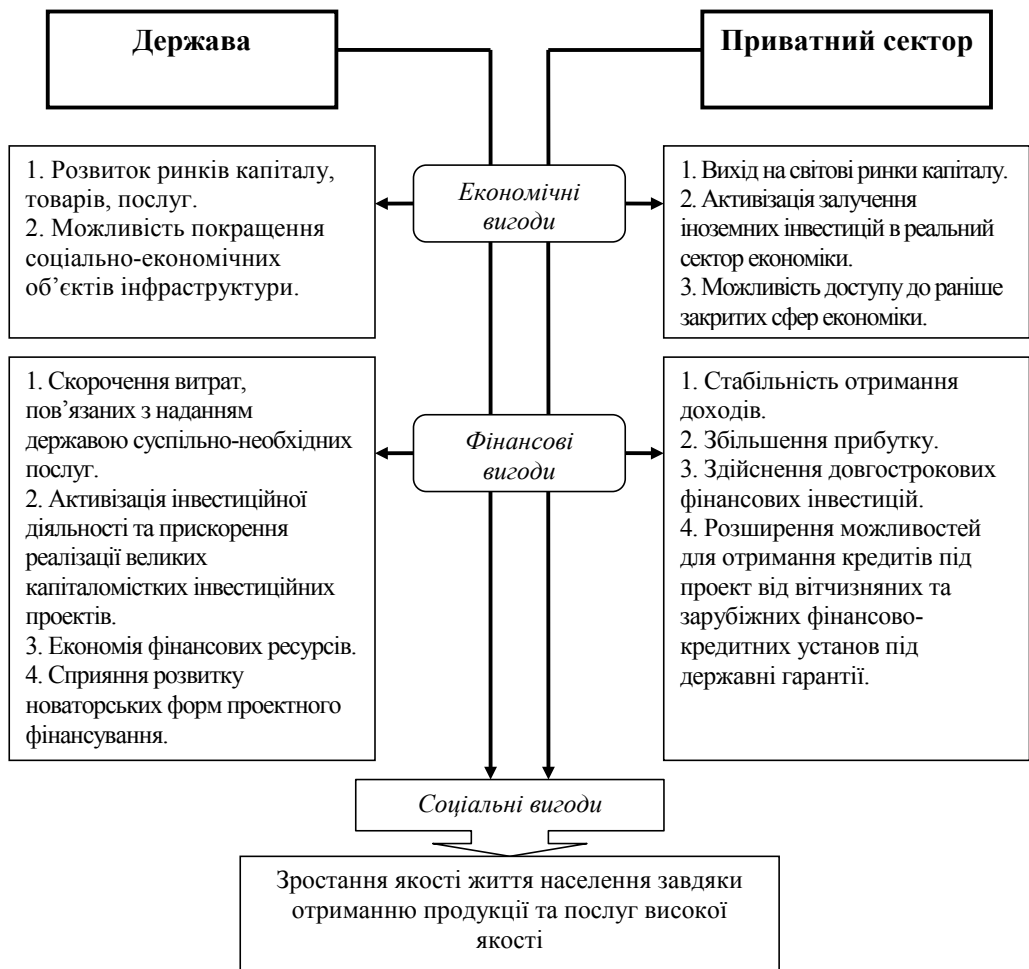 Держава
Приватний сектор
1. Розвиток ринків капіталу,
товарів, послуг.
2. Можливість покращення
соціально-економічних
об’єктів інфраструктури.
Економічні
вигоди
1. Вихід на світові ринки капіталу.
2. Активізація залучення
іноземних інвестицій в реальний
сектор економіки.
3. Можливість доступу до раніше
закритих сфер економіки.
1. Скорочення витрат,
пов’язаних з наданням
державою суспільно-необхідних
послуг.
2. Активізація інвестиційної
діяльності та прискорення
реалізації великих
капіталомістких інвестиційних
проектів.
3. Економія фінансових ресурсів.
4. Сприяння розвитку
новаторських форм проектного
фінансування.
Фінансові
вигоди
1. Стабільність отримання
доходів.
2. Збільшення прибутку.
3. Здійснення довгострокових
фінансових інвестицій.
4. Розширення можливостей
для отримання кредитів під
проект від вітчизняних та
зарубіжних фінансово-
кредитних установ під
державні гарантії.
Соціальні вигоди
Зростання якості життя населення завдяки
отриманню продукції та послуг високої
якості